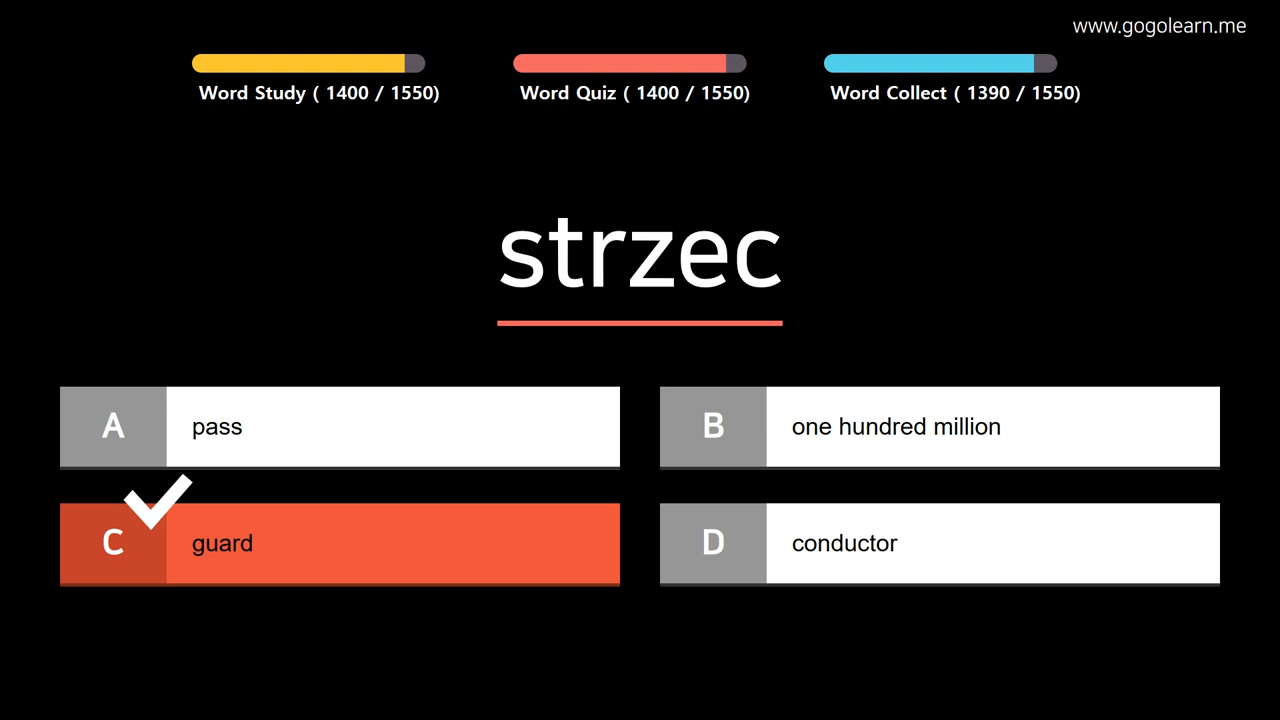 www.gogolearn.me
Word Study ( 1400 / 1550)
Word Quiz ( 1400 / 1550)
Word Collect ( 1390 / 1550)
strzec
A pass
B one hundred million
C guard
D conductor